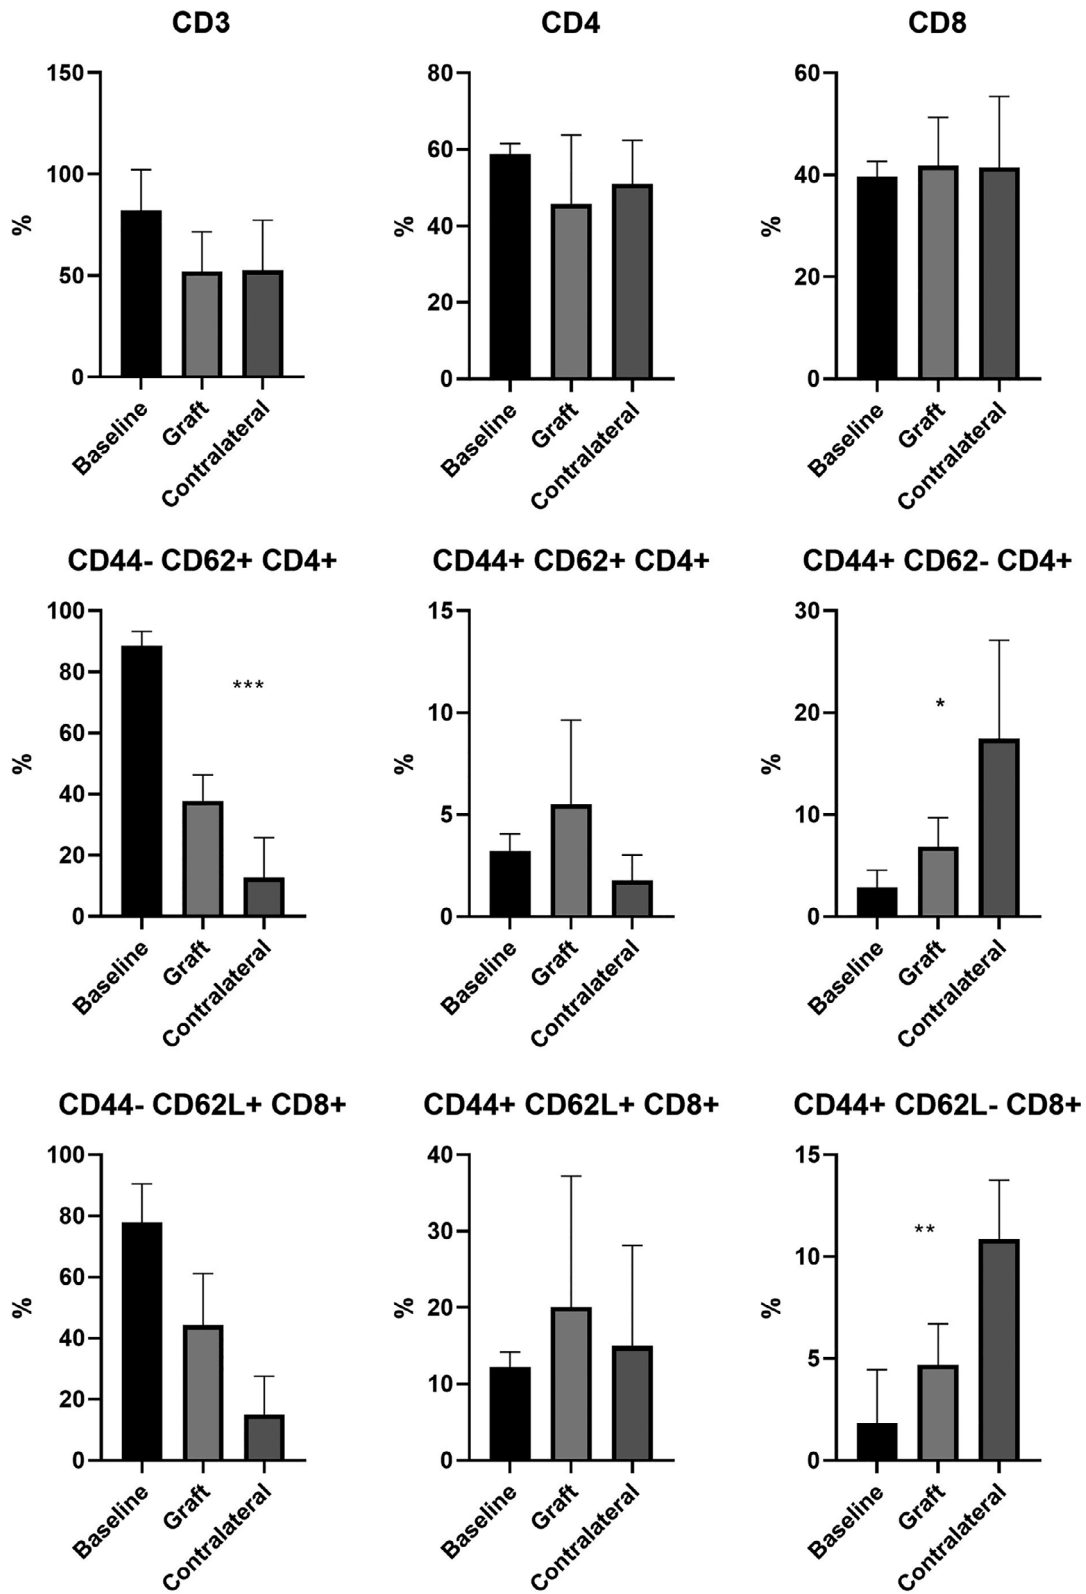 CD3
CD4
CD8
150
100
50
0
%
Baseline
Graft
Contralateral
80
60
40
20
0
%
Baseline
Graft
Contralateral
60
40
20
0
%
Baseline
Graft
Contralateral
CD44- CD62+ CD4+
CD44+ CD62+ CD4+
CD44+ CD62- CD4+
100
80
60
40
20
0
%
***
Baseline
Graft
Contralateral
15
10
5
0
%
Baseline
Graft
Contralateral
30
20
10
0
%
*
Baseline
Graft
Contralateral
CD44- CD62L+ CD8+
CD44+ CD62L+ CD8+
CD44+ CD62L- CD8+
100
80
60
40
20
0
%
Baseline
Graft
Contralateral
40
30
20
10
0
%
Baseline
Graft
Contralateral
15
10
5
0
%
**
Baseline
Graft
Contralateral